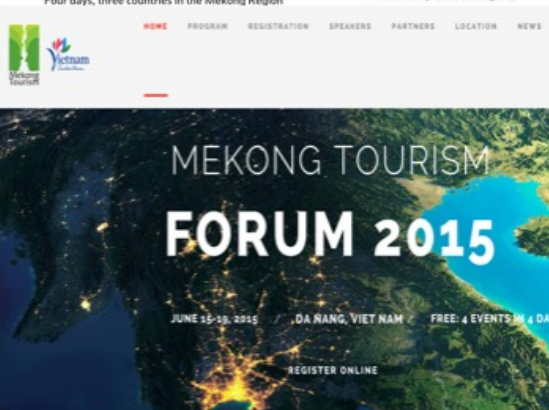 Four days, three countries in the Mekong Region
HOME PROGRAM REGISTRATION SPEAKERS PARTNERS LOCATION NEWS
Mekong
Tourism
Vietnam
MEKONG TOURISM
FORUM 2015
JUNE 15-19, 2015 / DA NANG, VIET NAM / FREE: 4 EVENTS IN 4 DA
REGISTER ONLINE